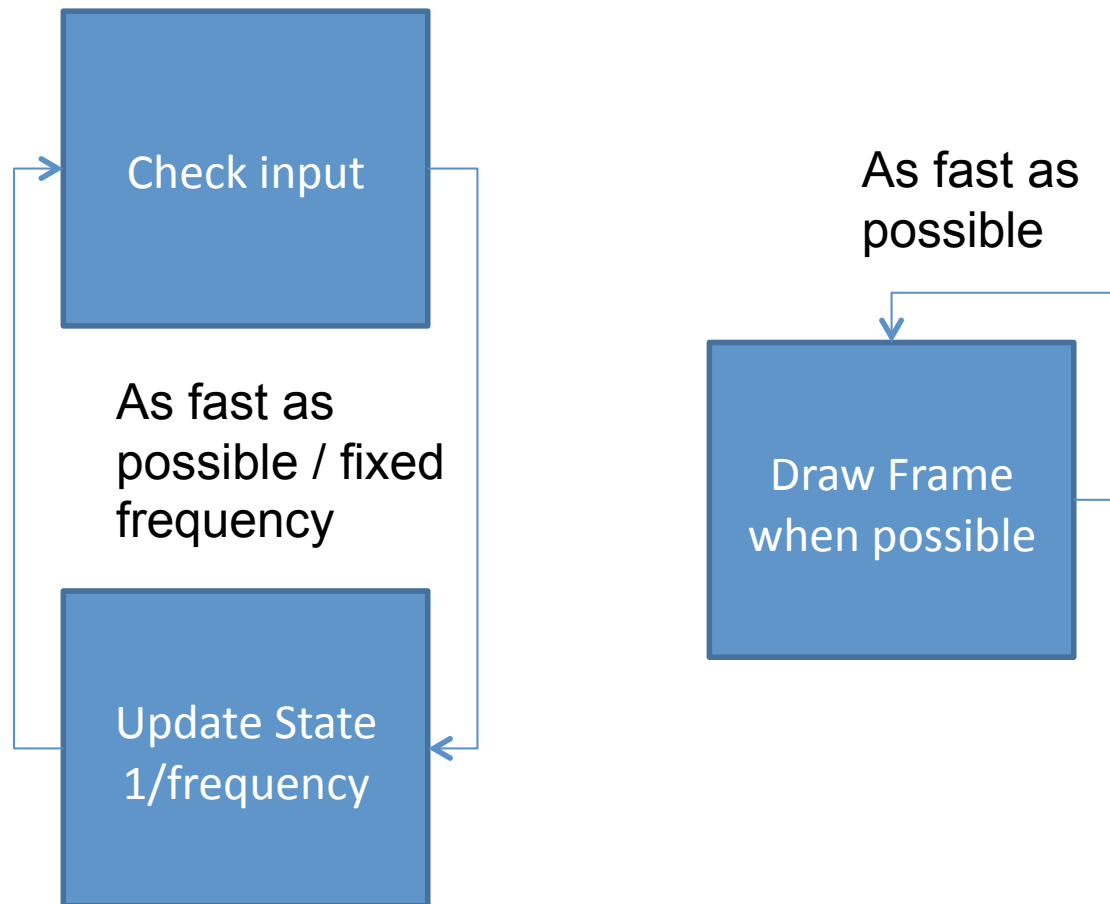 Check input
As fast as
possible / fixed
frequency
Update State
1/frequency
As fast as
possible
Draw Frame
when possible